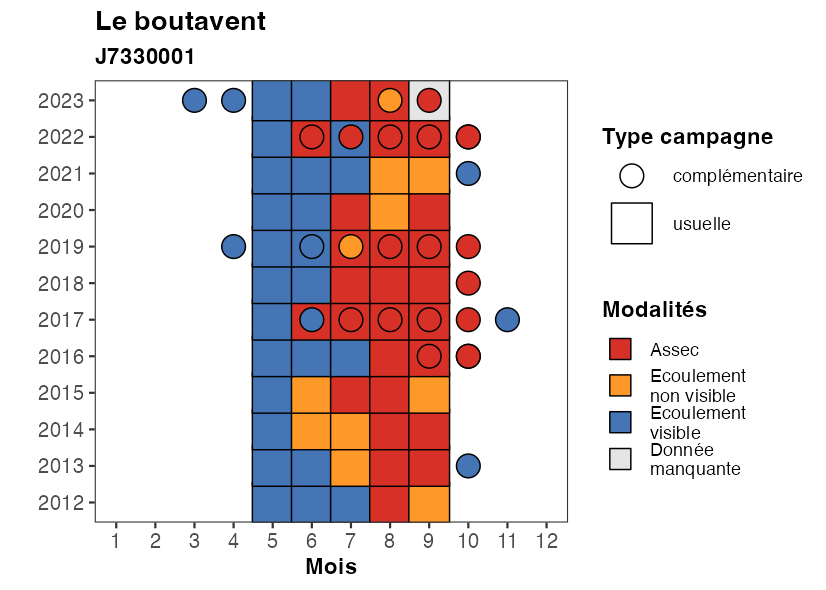 Le boutavent
J7330001
2023
2022
2021
2020
2019
2018
2017
2016
2015
2014
2013
2012
1 2 3 4 5 6 7 8 9 10 11 12
Mois
Type campagne
complémentaire
usuelle
Modalités
Assec
Ecoulement
non visible
Ecoulement
visible
Donnée
manquante